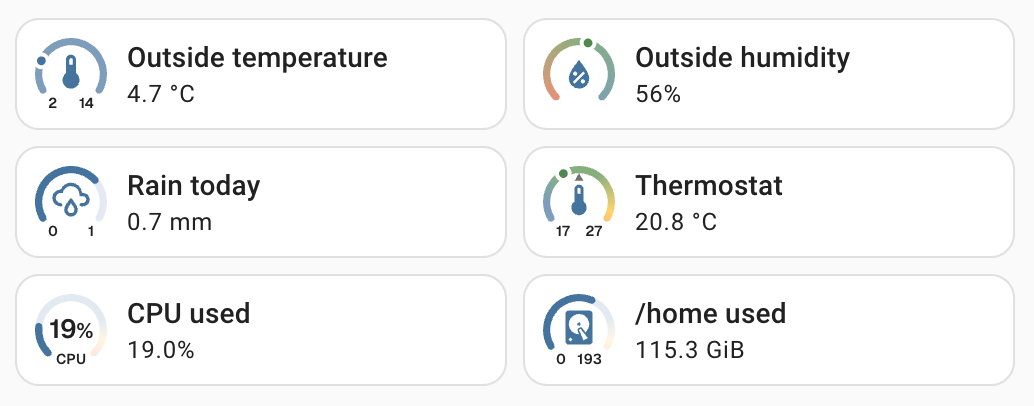 Outside temperature
4.7 °C
2 14
Outside humidity
56%
%
Rain today
0.7 mm
0 1
Thermostat
20.8 °C
17 27
CPU used
19.0%
19%
CPU
/home used
115.3 GiB
0 193